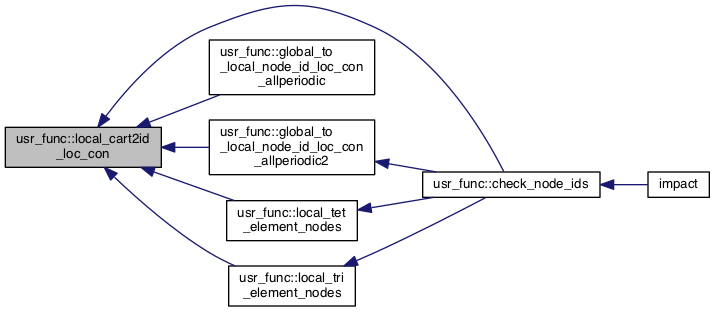 usr_func::local_cart2id
_loc_con
usr_func::global_to
_local_node_id_loc_con
_allperiodic
usr_func::global_to
_local_node_id_loc_con
_allperiodic2
usr_func::local_tet
_element_nodes
usr_func::local_tri
_element_nodes
usr_func::check_node_ids
impact